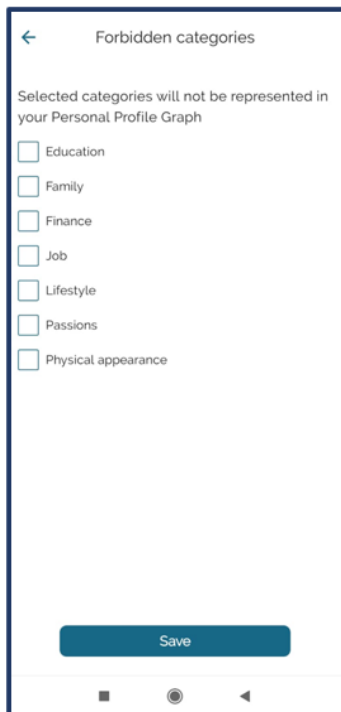 Forbidden categories
Selected categories will not be represented in
your Personal Profile Graph
Education
Family
Finance
Job
Lifestyle
Passions
Physical appearance
Save